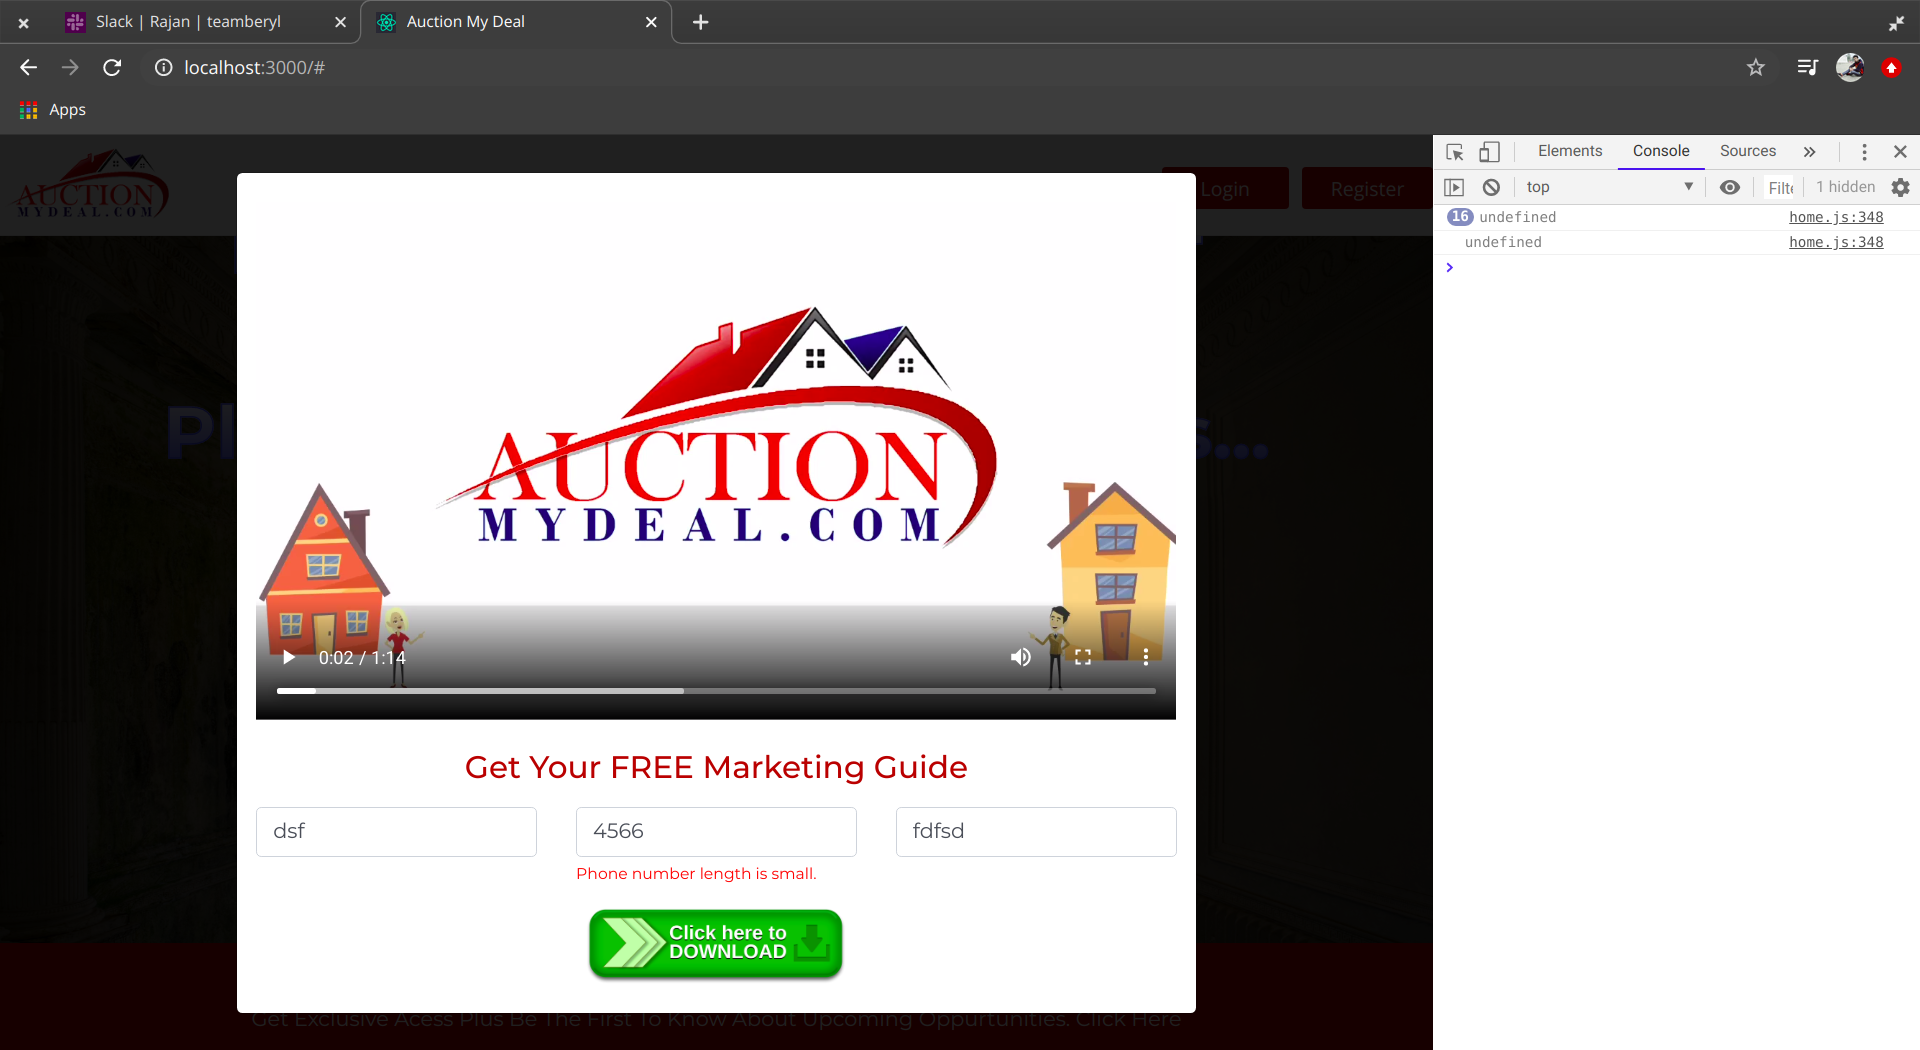 Slack | Rajan | teamberyl
Auction My Deal
localhost:3000/#
Apps
AUCTION
MYDEAL.COM
Login
Register
Elements
Console
Sources
top
Filt
1 hidden
16 undefined home.js:348
undefined home.js:348
Pl
s...
AUCTION
MYDEAL.COM
0:02 / 1:14
Get Your FREE Marketing Guide
dsf
4566
fdfsd
Phone number length is small.
Click here to
DOWNLOAD
Get Exclusive Acess Plus Be The First To Know About Upcoming Oppurtunities. Click Here